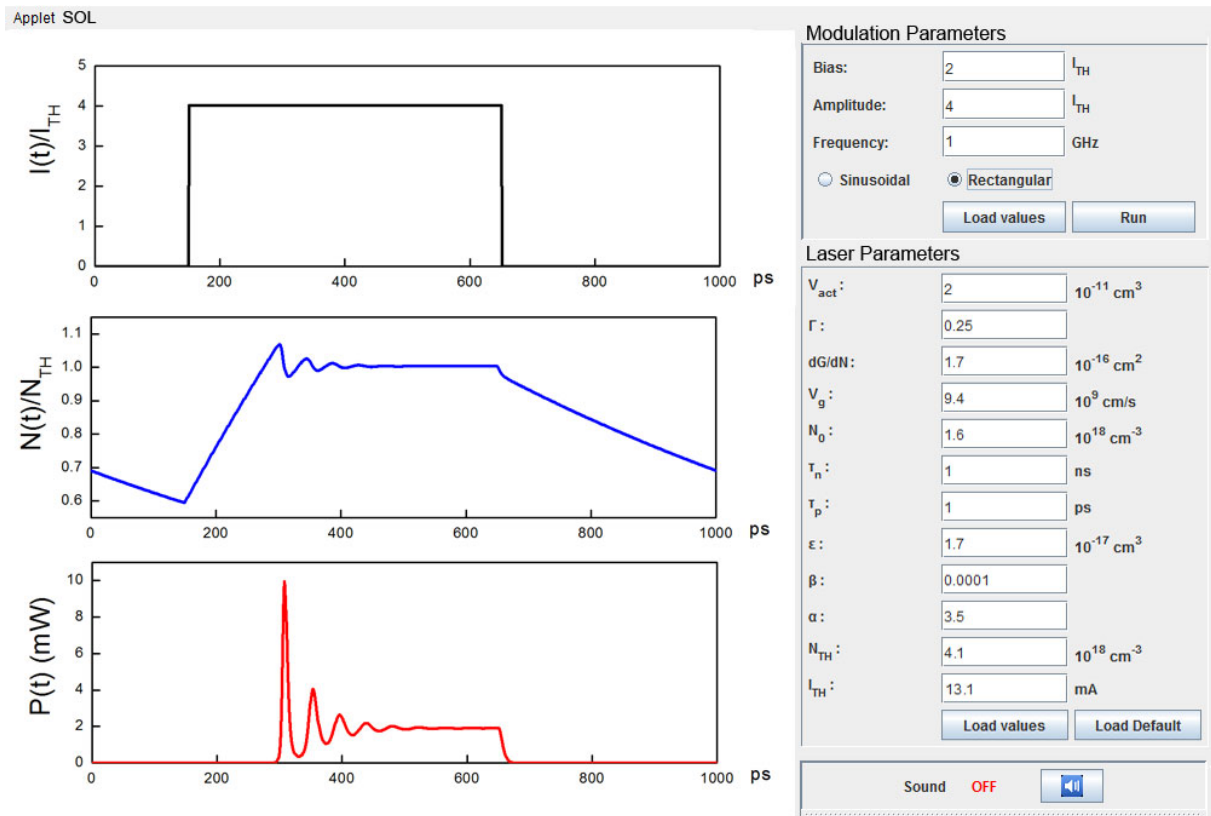 Applet SOL
I(t)/I_TH
5
4
3
2
1
0
0 200 400 600 800 1000 ps
N(t)/N_TH
1.1
1.0
0.9
0.8
0.7
0.6
0 200 400 600 800 1000 ps
P(t) (mW)
10
8
6
4
2
0
0 200 400 600 800 1000 ps
Modulation Parameters
Bias: 2 I_TH
Amplitude: 4 I_TH
Frequency: 1 GHz
Sinusoidal Rectangular
Load values Run
Laser Parameters
V_act: 2 10^-11 cm^3
Γ: 0.25
dG/dN: 1.7 10^-16 cm^2
V_g: 9.4 10^9 cm/s
N_0: 1.6 10^18 cm^-3
τ_n: 1 ns
τ_p: 1 ps
ε: 1.7 10^-17 cm^3
β: 0.0001
α: 3.5
N_TH: 4.1 10^18 cm^-3
I_TH: 13.1 mA
Load values Load Default
Sound OFF